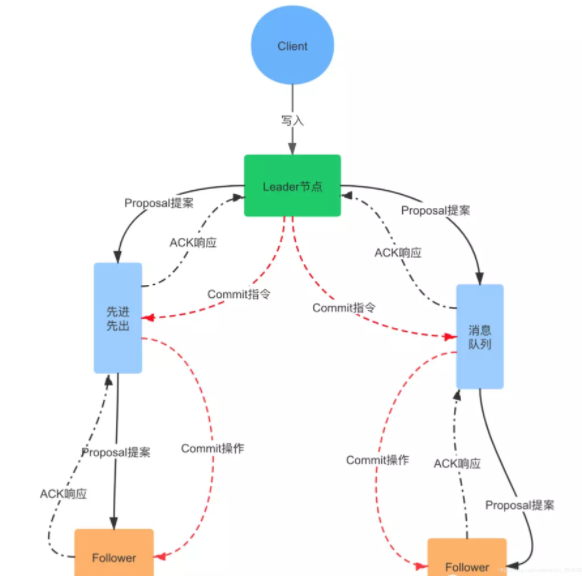 Client
写入
Leader节点
Proposal提案
Proposal提案
ACK响应
ACK响应
Commit指令
Commit指令
先进
先出
消息
队列
Commit操作
Proposal提案
Commit操作
ACK响应
ACK响应
Proposal提案
Follower
Follower